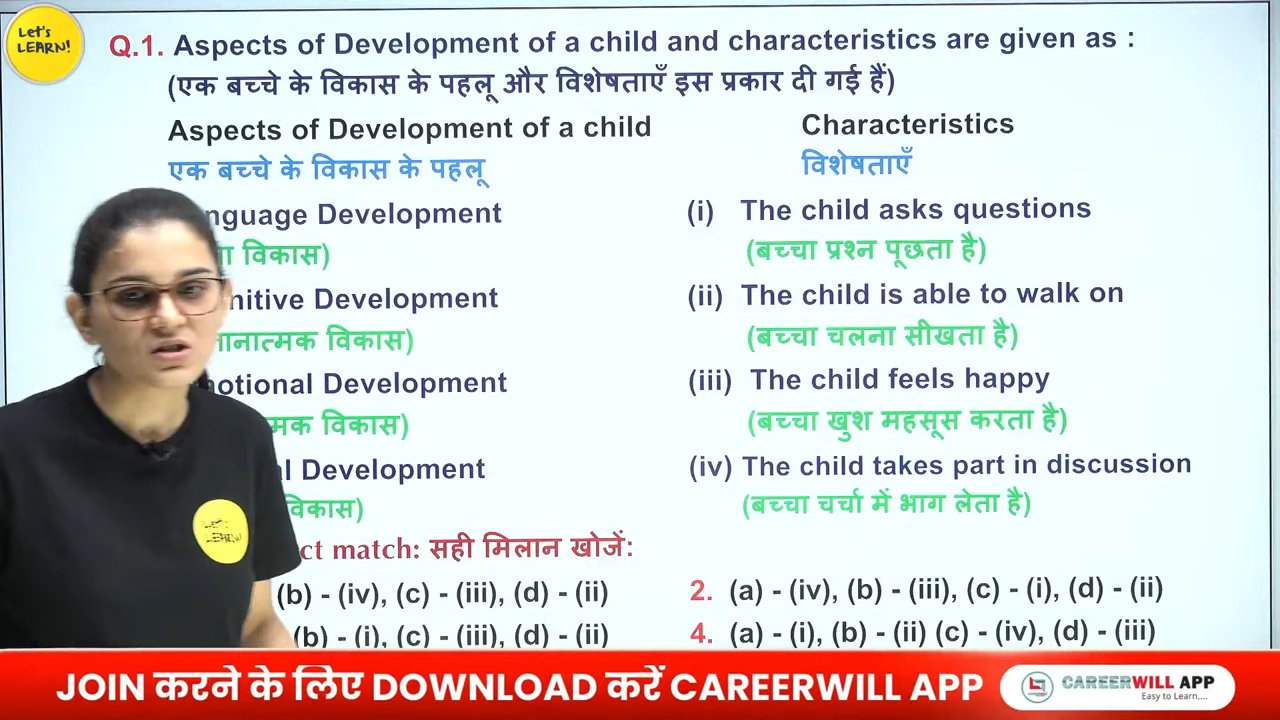 Let's
LEARN!
Q.1. Aspects of Development of a child and characteristics are given as :
(एक बच्चे के विकास के पहलू और विशेषताएँ इस प्रकार दी गई हैं)
Aspects of Development of a child Characteristics
एक बच्चे के विकास के पहलू विशेषताएँ
nguage Development (i) The child asks questions
विकास) (बच्चा प्रश्न पूछता है)
nitive Development (ii) The child is able to walk on
ानात्मक विकास) (बच्चा चलना सीखता है)
otional Development (iii) The child feels happy
मक विकास) (बच्चा खुश महसूस करता है)
l Development (iv) The child takes part in discussion
विकास) (बच्चा चर्चा में भाग लेता है)
ct match: सही मिलान खोजें:
(b) - (iv), (c) - (iii), (d) - (ii) 2. (a) - (iv), (b) - (iii), (c) - (i), (d) - (ii)
(b) - (i), (c) - (iii), (d) - (ii) 4. (a) - (i), (b) - (ii) (c) - (iv), (d) - (iii)
Let's
LEARN!
JOIN करने के लिए DOWNLOAD करें CAREERWILL APP
CAREERWILL APP
Easy to Learn....